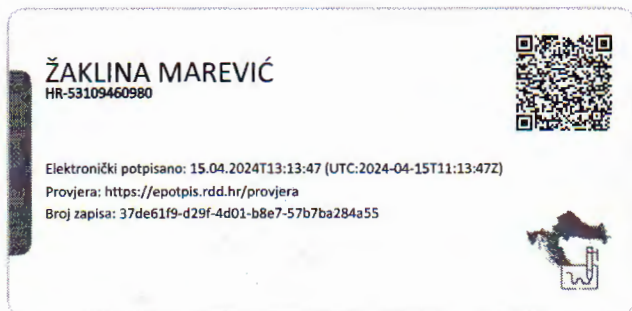 ŽAKLINA MAREVIĆ
HR-53109460980
Elektronički potpisano: 15.04.2024T13:13:47 (UTC:2024-04-15T11:13:47Z)
Provjera: https://epotpis.rdd.hr/provjera
Broj zapisa: 37de61f9-d29f-4d01-b8e7-57b7ba284a55